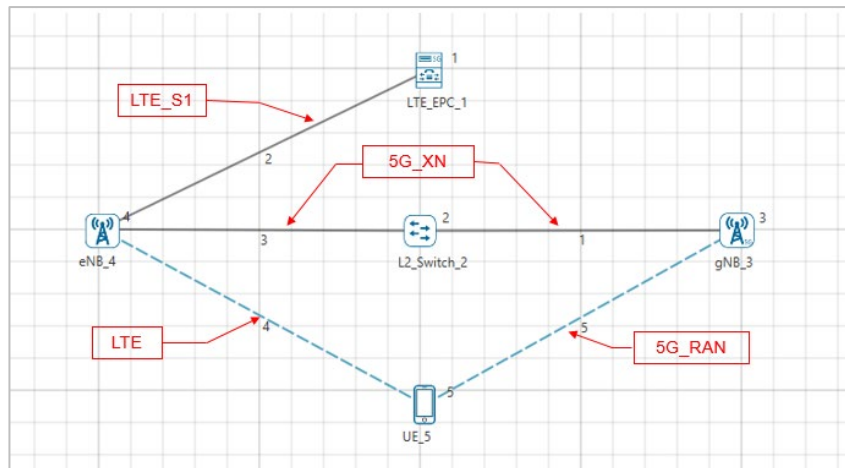 1
LTE_EPC_1
LTE_S1
2
5G_XN
4
eNB_4
3
2
L2_Switch_2
1
3
5G
gNB_3
LTE
4
5
5G_RAN
5
UE_5